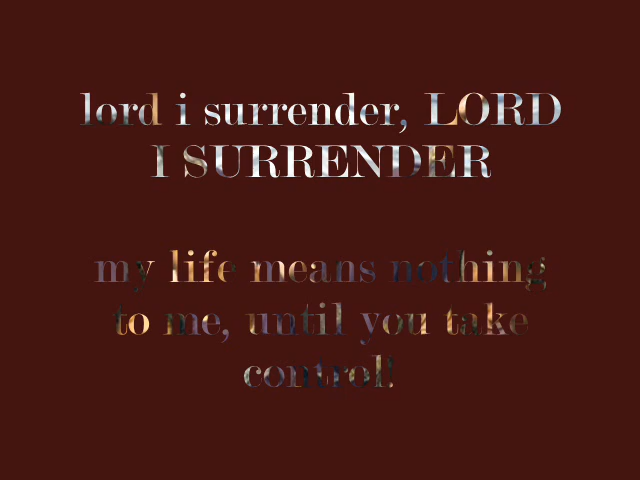 lord i surrender, LORD
I SURRENDER
my life means nothing
to me, until you take
control!